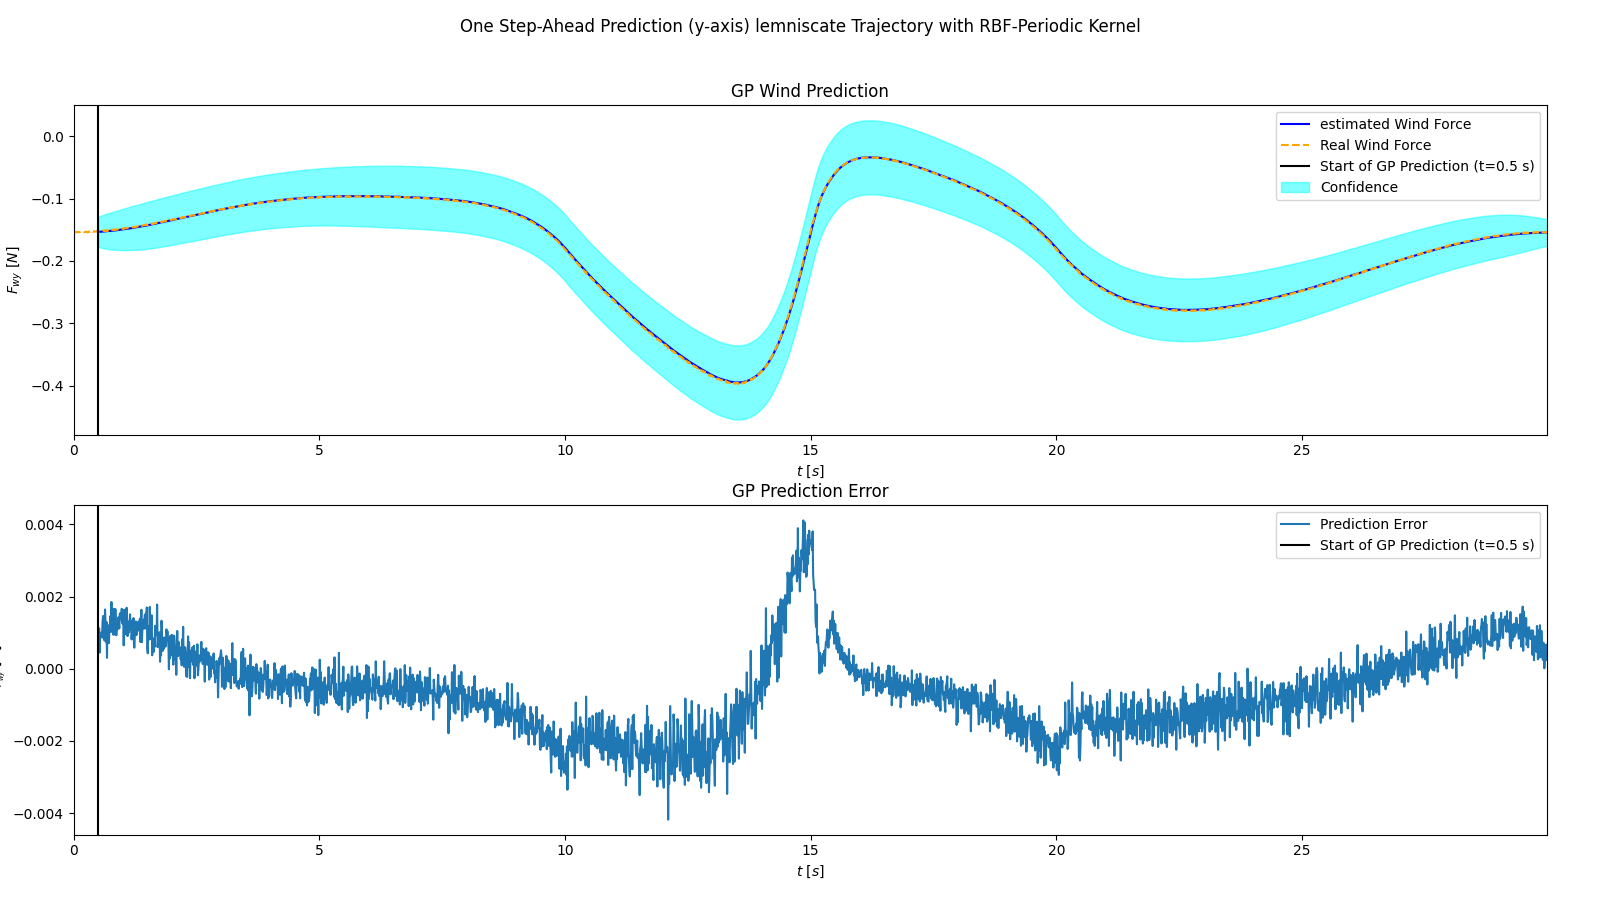 One Step-Ahead Prediction (y-axis) lemniscate Trajectory with RBF-Periodic Kernel
GP Wind Prediction
estimated Wind Force
Real Wind Force
Start of GP Prediction (t=0.5 s)
Confidence
0.0
−0.1
−0.2
−0.3
−0.4
F_wy [N]
0 5 10 15 20 25
t [s]
GP Prediction Error
Prediction Error
Start of GP Prediction (t=0.5 s)
0.004
0.002
0.000
−0.002
−0.004
0 5 10 15 20 25
t [s]